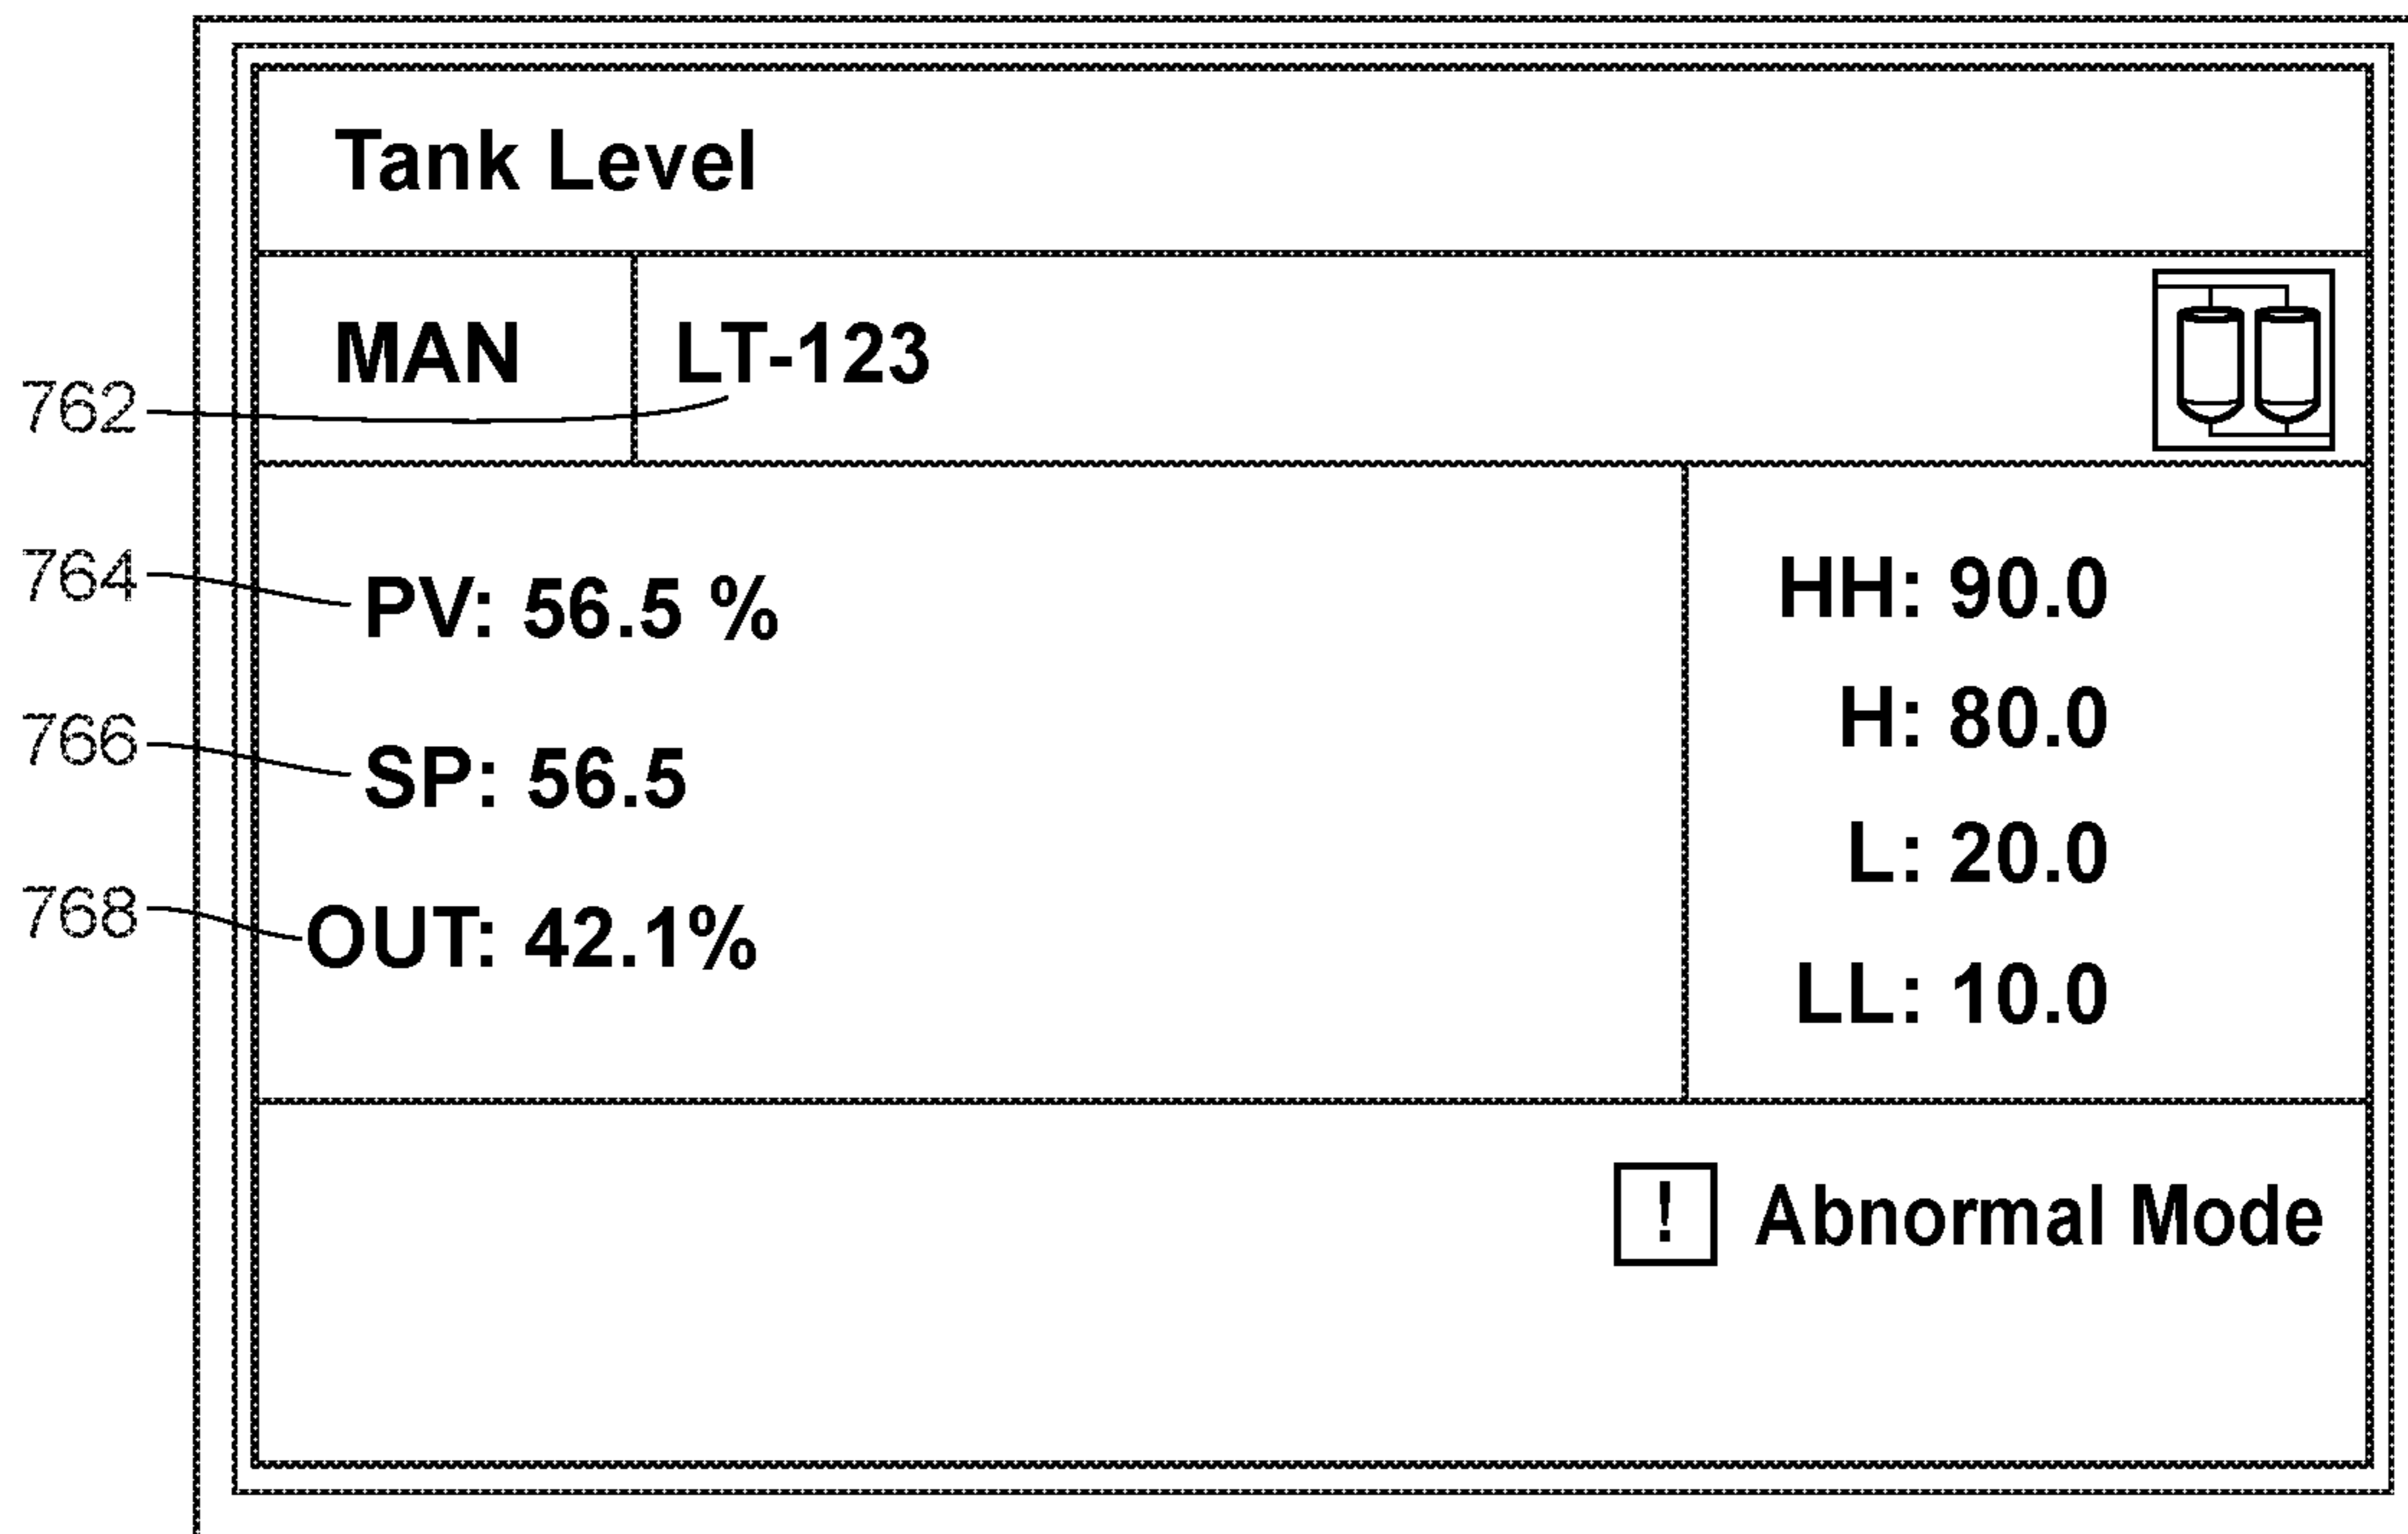 Tank Level
MAN LT-123
762
764 PV: 56.5 % HH: 90.0
H: 80.0
766 SP: 56.5
L: 20.0
768 OUT: 42.1%
LL: 10.0
! Abnormal Mode